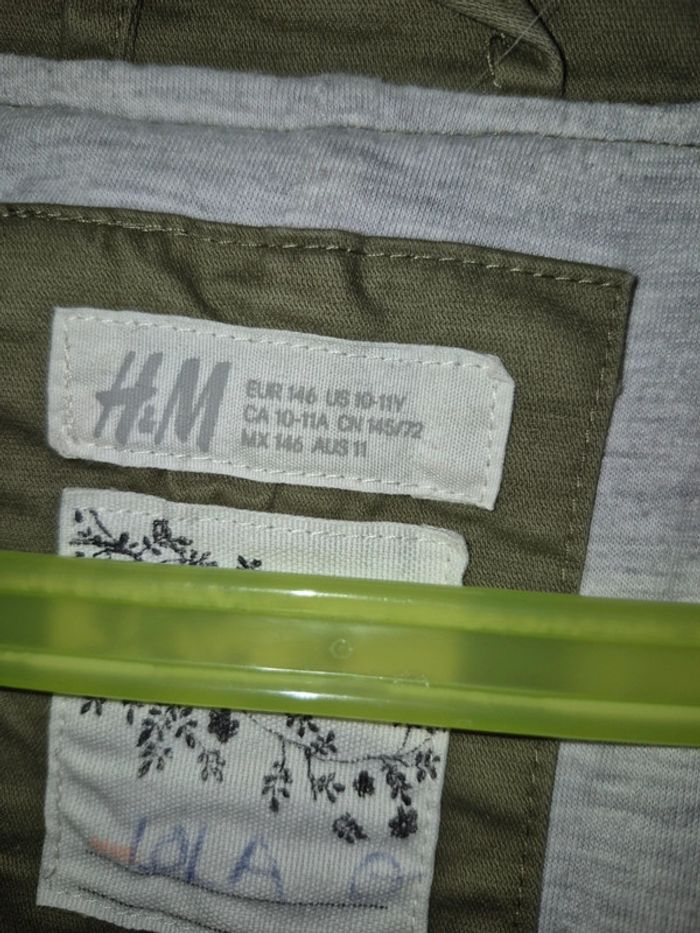 H&M
EUR 146 US 10-11Y
CA 10-11A CN 145/72
MX 146 AUS 11
LOLA O